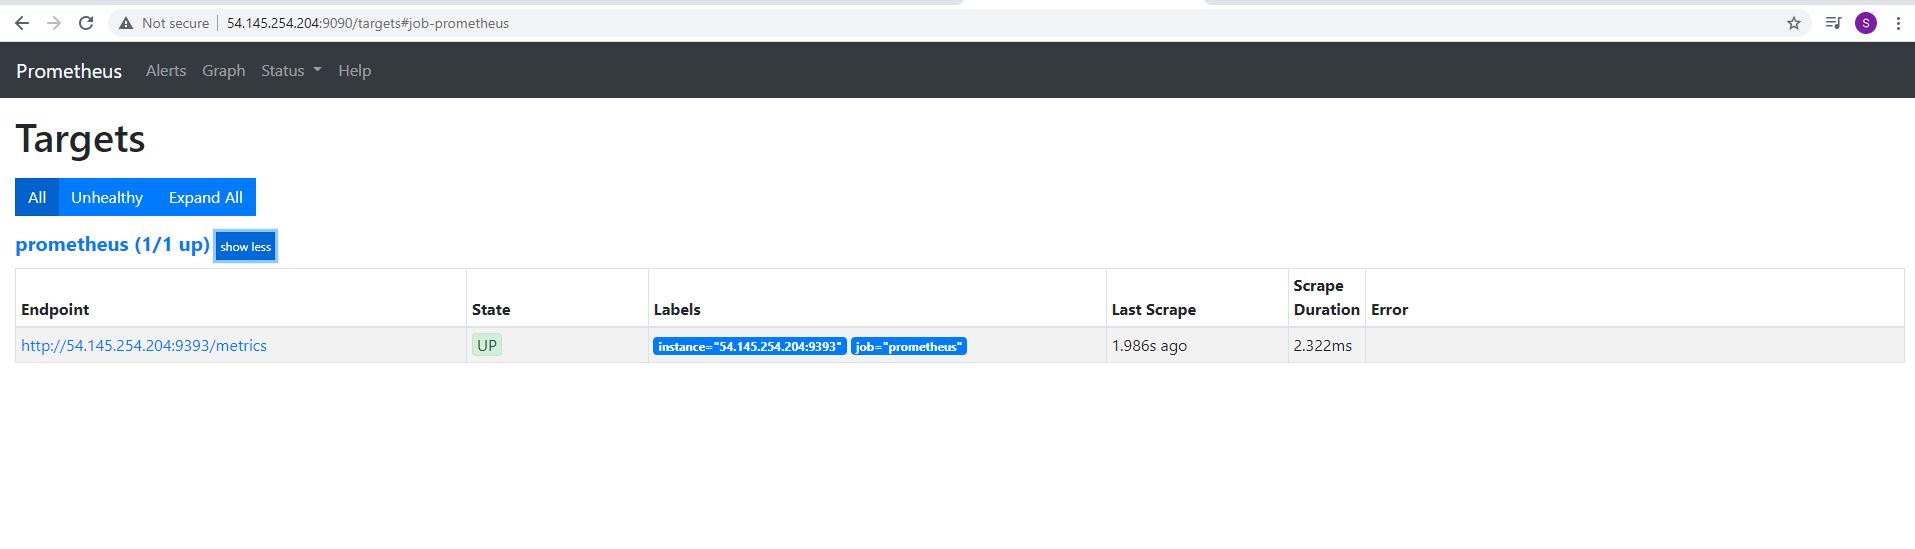 Not secure | 54.145.254.204:9090/targets#job-prometheus
S
Prometheus Alerts Graph Status Help
Targets
All Unhealthy Expand All
prometheus (1/1 up) show less
Endpoint State Labels Last Scrape Scrape Duration Error
http://54.145.254.204:9393/metrics UP instance="54.145.254.204:9393" job="prometheus" 1.986s ago 2.322ms